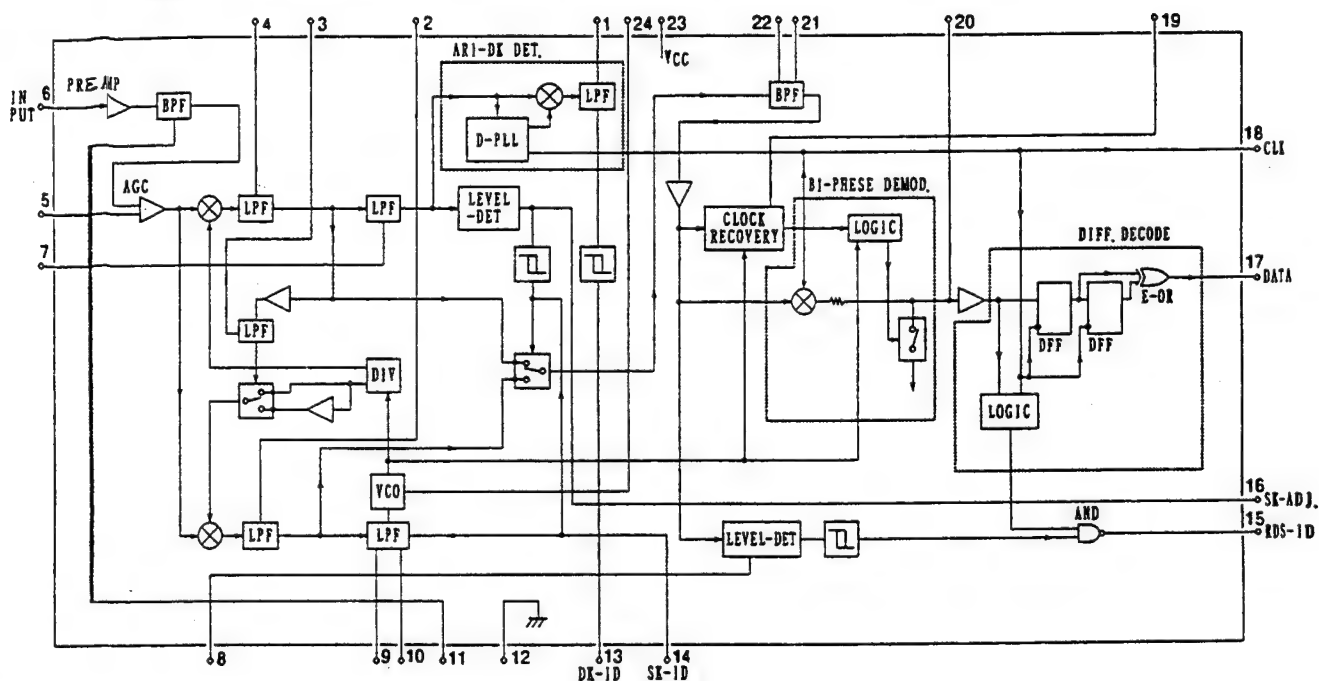 4 3 2 1 24 23 22 21 20 19
ARI-DK DET.
VCC
PRE AMP
6
IN
PUT
BPF
LPF
BPF
D-PLL
18
CLK
5
AGC
LPF
LPF
LEVEL
-DET
BI-PHESE DEMOD.
CLOCK
RECOVERY
LOGIC
DIFF. DECODE
7
17
DATA
E-OR
LPF
DFF
DFF
DIV
LOGIC
VCO
16
SK-ADJ.
AND
15
RDS-ID
LPF
LPF
LEVEL-DET
8 9 10 11 12 13 14
DK-ID SK-ID